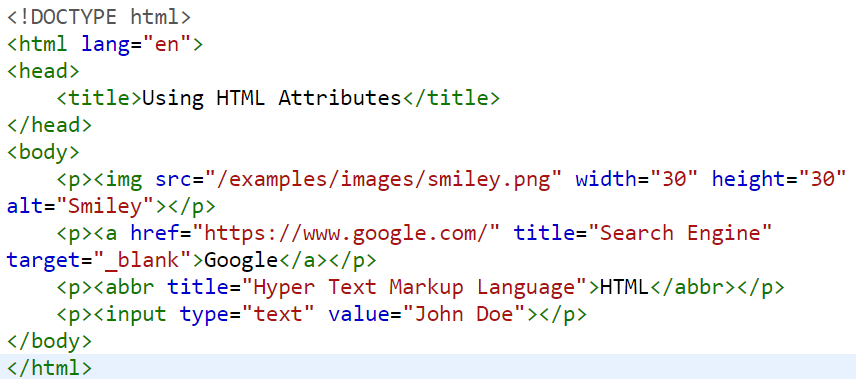 <!DOCTYPE html>
<html lang="en">
<head>
    <title>Using HTML Attributes</title>
</head>
<body>
    <p><img src="/examples/images/smiley.png" width="30" height="30"
alt="Smiley"></p>
    <p><a href="https://www.google.com/" title="Search Engine"
target="_blank">Google</a></p>
    <p><abbr title="Hyper Text Markup Language">HTML</abbr></p>
    <p><input type="text" value="John Doe"></p>
</body>
</html>